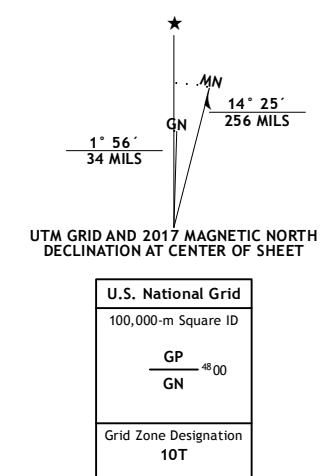 ★
MN
GN
1° 56´
34 MILS
14° 25´
256 MILS
UTM GRID AND 2017 MAGNETIC NORTH
DECLINATION AT CENTER OF SHEET
U.S. National Grid
100,000-m Square ID
GP
4800
GN
Grid Zone Designation
10T